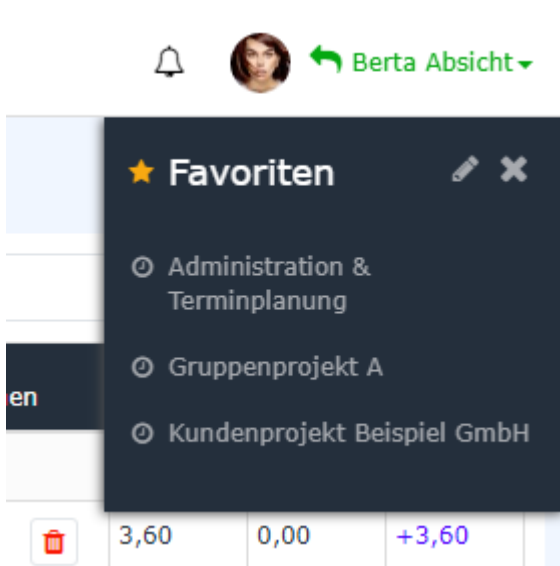 Berta Absicht
Favoriten
Administration &
Terminplanung
Gruppenprojekt A
en
Kundenprojekt Beispiel GmbH
3,60 0,00 +3,60